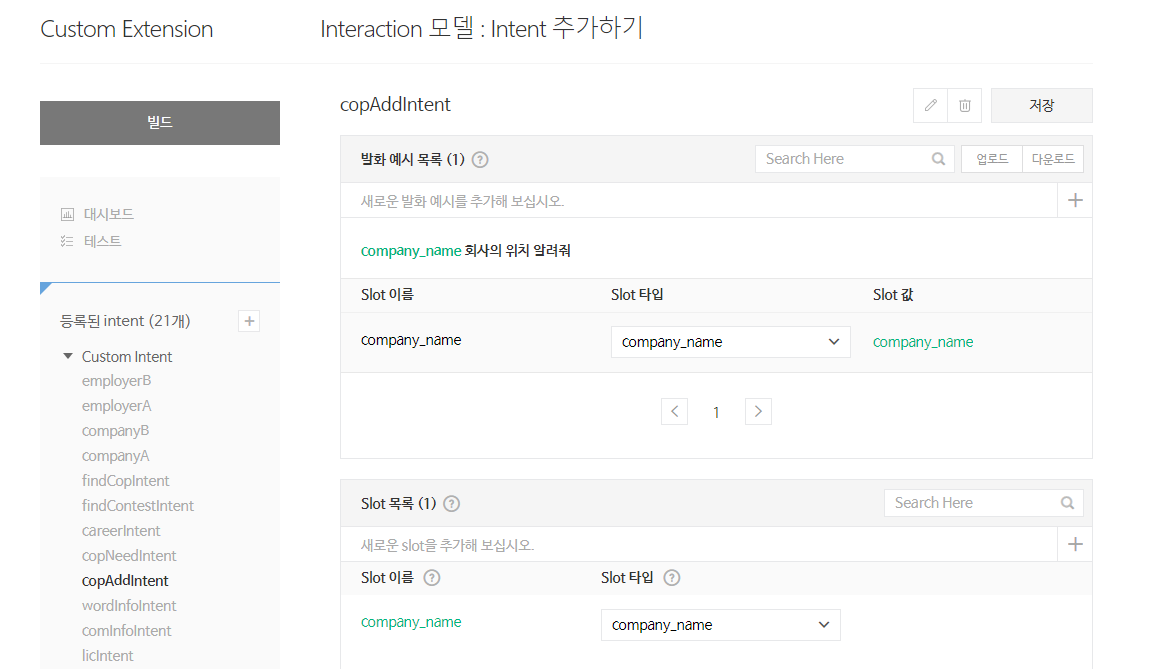 Custom Extension
Interaction 모델 : Intent 추가하기
빌드
대시보드
테스트
등록된 intent (21개)
Custom Intent
employerB
employerA
companyB
companyA
findCopIntent
findContestIntent
careerIntent
copNeedIntent
copAddIntent
wordInfoIntent
comInfoIntent
licIntent
copAddIntent
저장
발화 예시 목록 (1) ?
Search Here
업로드
다운로드
새로운 발화 예시를 추가해 보십시오.
company_name 회사의 위치 알려줘
Slot 이름 Slot 타입 Slot 값
company_name company_name company_name
1
Slot 목록 (1) ?
Search Here
새로운 slot을 추가해 보십시오.
Slot 이름 ? Slot 타입 ?
company_name company_name